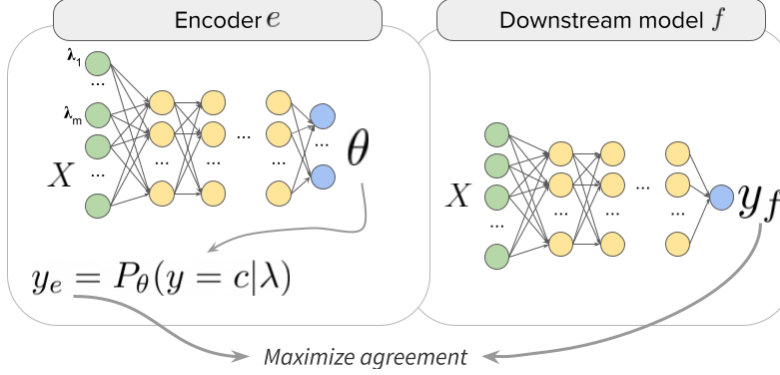 Encoder e
Downstream model f
λ₁
...
λₘ
X
...
...
...
...
...
θ
y_e = P_θ(y = c|λ)
X
...
...
...
...
...
y_f
Maximize agreement